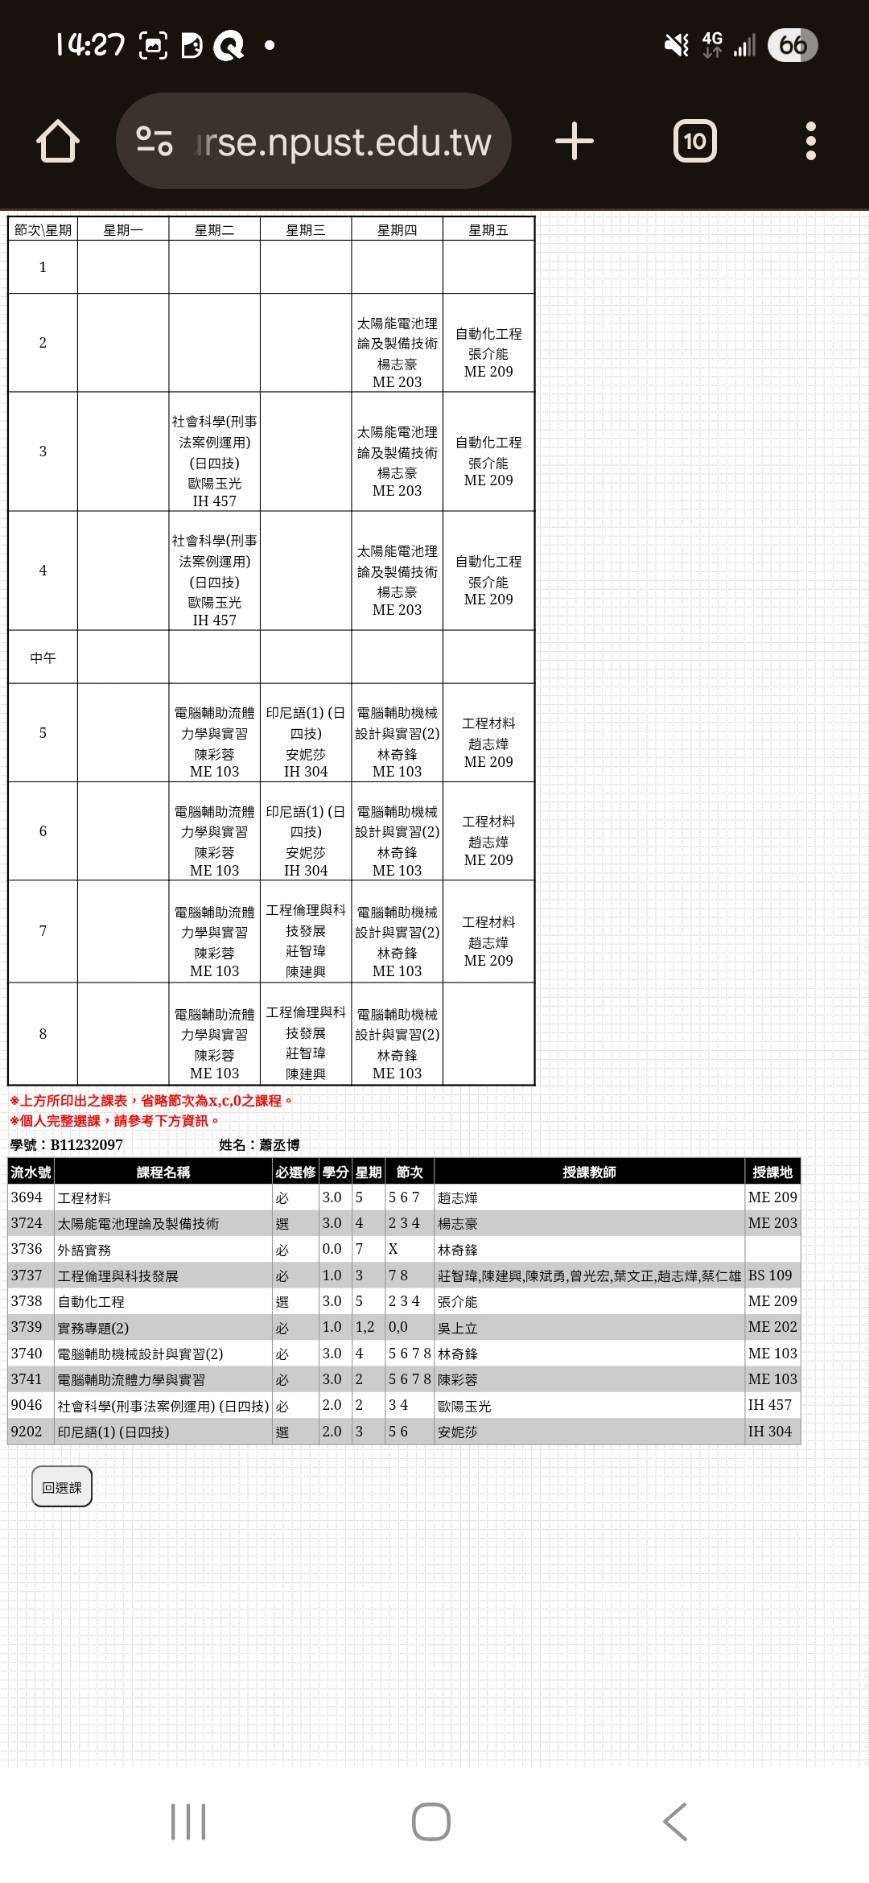 14:27
4G
66
rse.npust.edu.tw
10
節次\星期 星期一 星期二 星期三 星期四 星期五
1
2 太陽能電池理論及製備技術 楊志豪 ME 203 自動化工程 張介能 ME 209
3 社會科學(刑事法案例運用) (日四技) 歐陽玉光 IH 457 太陽能電池理論及製備技術 楊志豪 ME 203 自動化工程 張介能 ME 209
4 社會科學(刑事法案例運用) (日四技) 歐陽玉光 IH 457 太陽能電池理論及製備技術 楊志豪 ME 203 自動化工程 張介能 ME 209
中午
5 電腦輔助流體力學與實習 陳彩蓉 ME 103 印尼語(1) (日四技) 安妮莎 IH 304 電腦輔助機械設計與實習(2) 林奇鋒 ME 103 工程材料 趙志燁 ME 209
6 電腦輔助流體力學與實習 陳彩蓉 ME 103 印尼語(1) (日四技) 安妮莎 IH 304 電腦輔助機械設計與實習(2) 林奇鋒 ME 103 工程材料 趙志燁 ME 209
7 電腦輔助流體力學與實習 陳彩蓉 ME 103 工程倫理與科技發展 莊智瑋 陳建興 電腦輔助機械設計與實習(2) 林奇鋒 ME 103 工程材料 趙志燁 ME 209
8 電腦輔助流體力學與實習 陳彩蓉 ME 103 工程倫理與科技發展 莊智瑋 陳建興 電腦輔助機械設計與實習(2) 林奇鋒 ME 103
※上方所印出之課表，省略節次為x,c,0之課程。
※個人完整選課，請參考下方資訊。
學號：B11232097 姓名：蕭丞博
流水號 課程名稱 必選修 學分 星期 節次 授課教師 授課地
3694 工程材料 必 3.0 5 5 6 7 趙志燁 ME 209
3724 太陽能電池理論及製備技術 選 3.0 4 2 3 4 楊志豪 ME 203
3736 外語實務 必 0.0 7 X 林奇鋒
3737 工程倫理與科技發展 必 1.0 3 7 8 莊智瑋,陳建興,陳斌勇,曾光宏,葉文正,趙志燁,蔡仁雄 BS 109
3738 自動化工程 選 3.0 5 2 3 4 張介能 ME 209
3739 實務專題(2) 必 1.0 1,2 0,0 吳上立 ME 202
3740 電腦輔助機械設計與實習(2) 必 3.0 4 5 6 7 8 林奇鋒 ME 103
3741 電腦輔助流體力學與實習 必 3.0 2 5 6 7 8 陳彩蓉 ME 103
9046 社會科學(刑事法案例運用) (日四技) 必 2.0 2 3 4 歐陽玉光 IH 457
9202 印尼語(1) (日四技) 選 2.0 3 5 6 安妮莎 IH 304
回選課